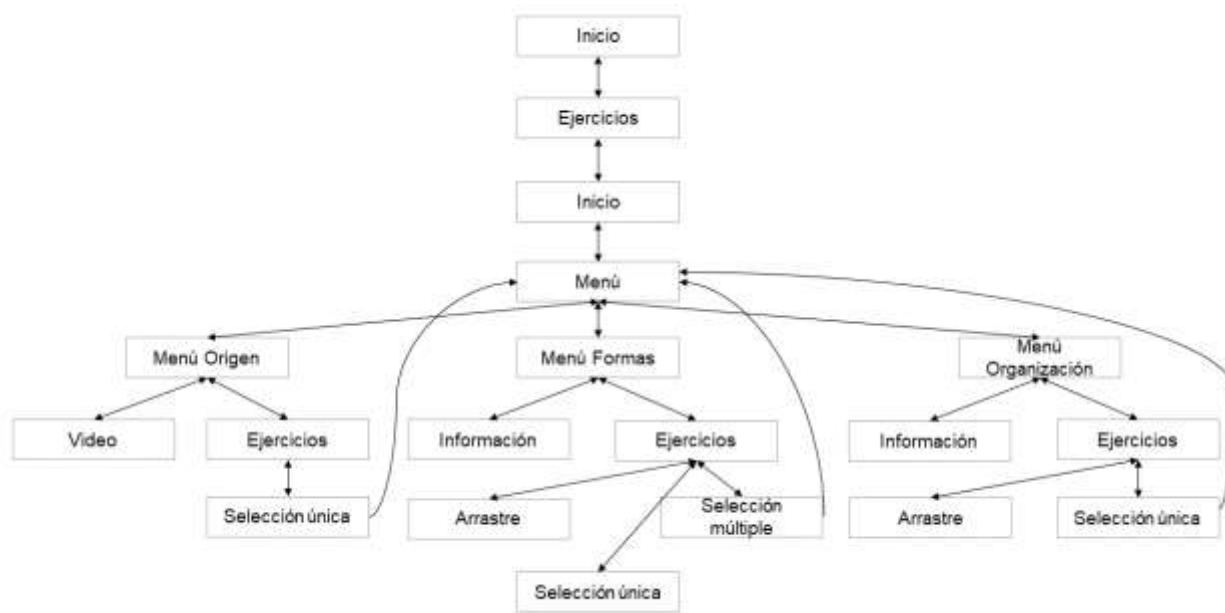 Inicio
Ejercicios
Inicio
Menú
Menú Origen
Menú Formas
Menú
Organización
Video
Ejercicios
Información
Ejercicios
Información
Ejercicios
Selección única
Arrastre
Selección
múltiple
Arrastre
Selección única
Selección única